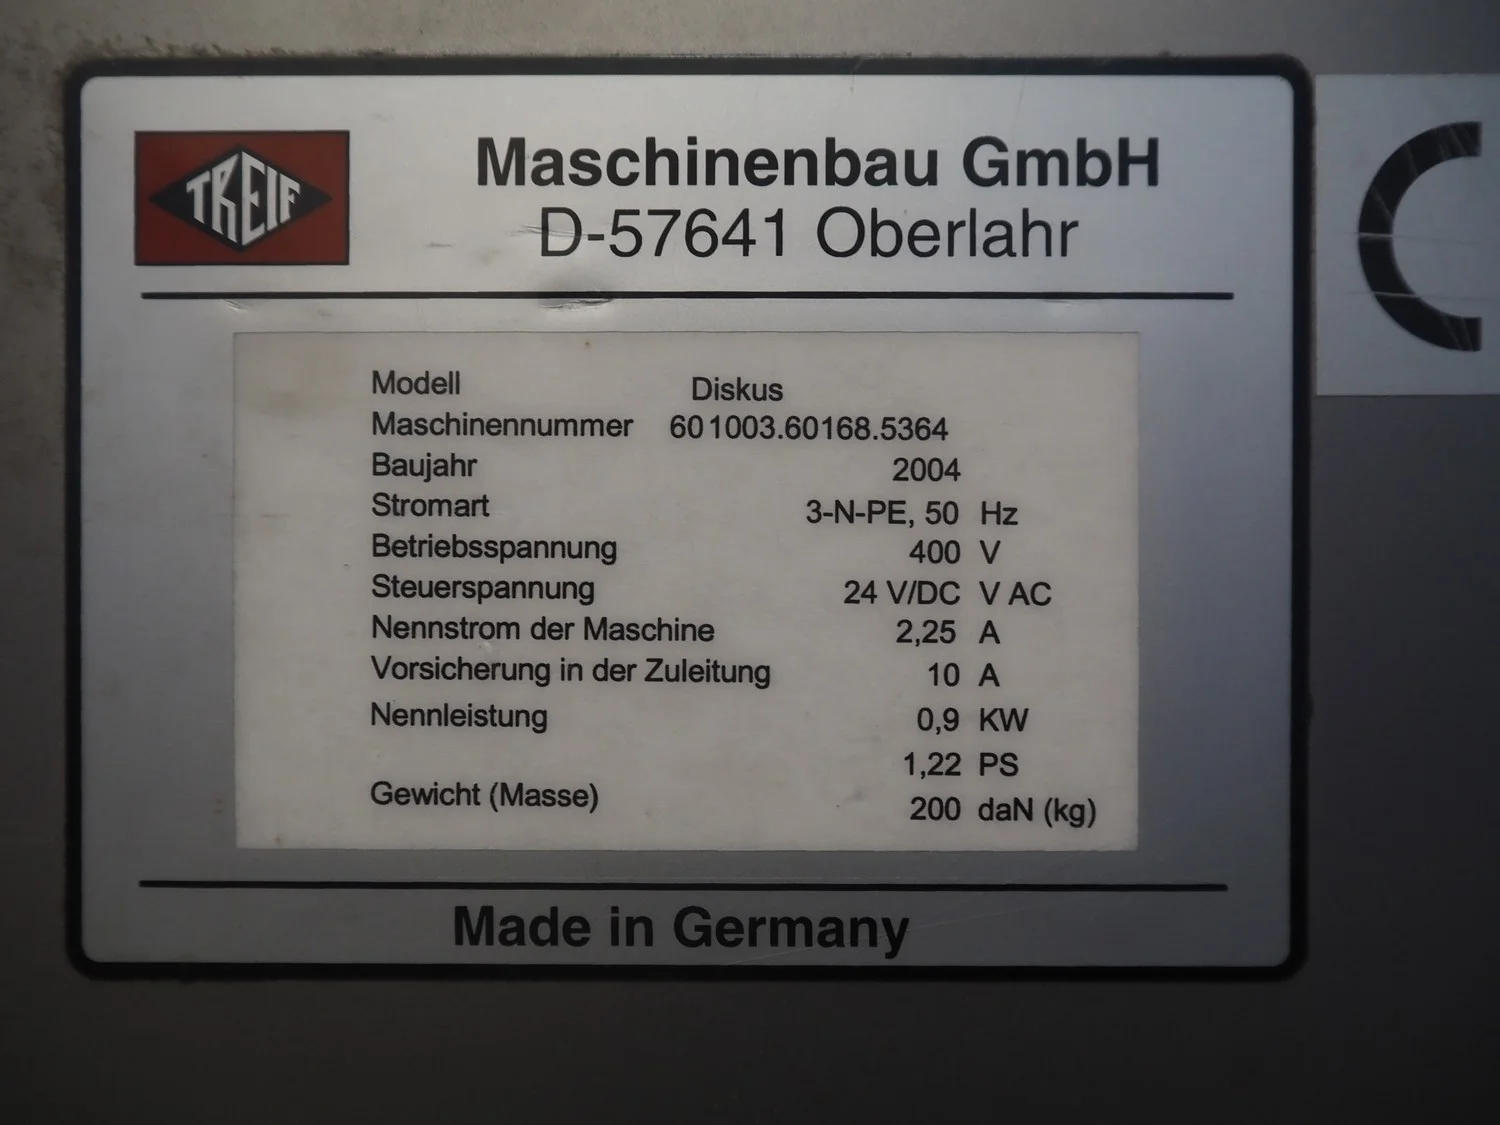 TREIF
Maschinenbau GmbH
D-57641 Oberlahr
Modell Diskus
Maschinennummer 601003.60168.5364
Baujahr 2004
Stromart 3-N-PE, 50 Hz
Betriebsspannung 400 V
Steuerspannung 24 V/DC V AC
Nennstrom der Maschine 2,25 A
Vorsicherung in der Zuleitung 10 A
Nennleistung 0,9 KW
1,22 PS
Gewicht (Masse) 200 daN (kg)
Made in Germany
C